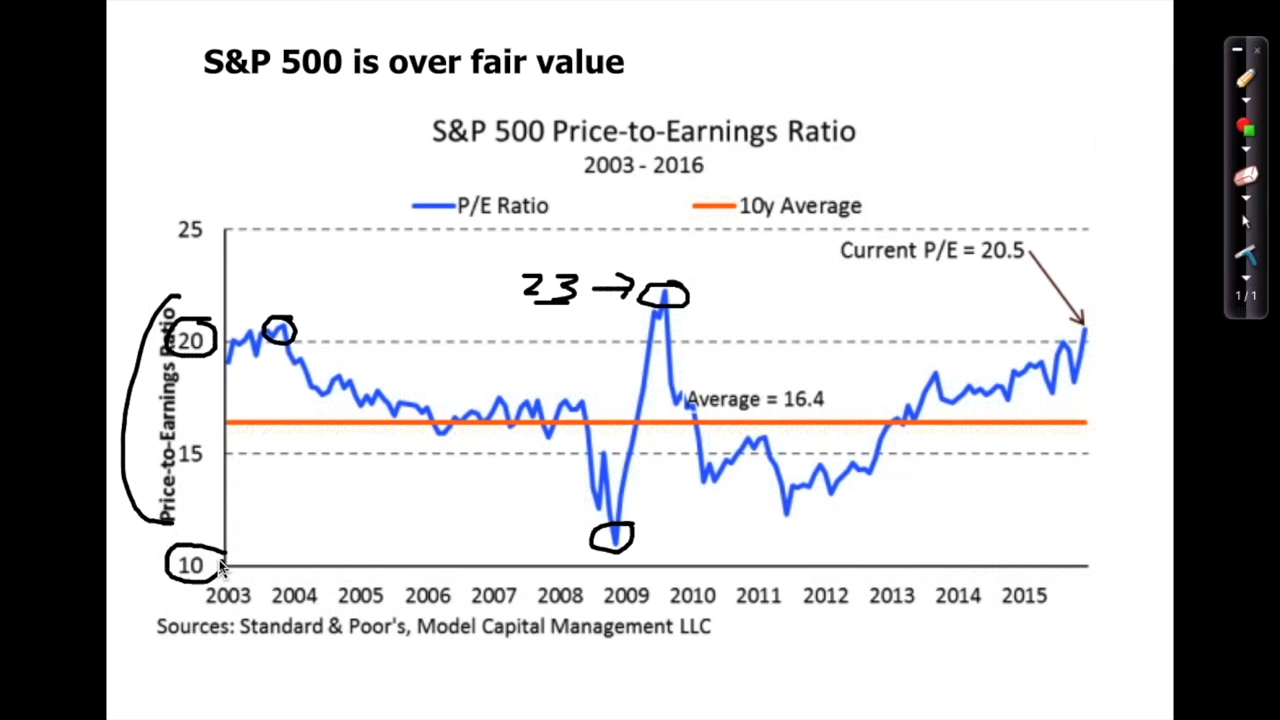 S&P 500 is over fair value
S&P 500 Price-to-Earnings Ratio
2003 - 2016
P/E Ratio
10y Average
25
Current P/E = 20.5
23
20
Average = 16.4
15
10
Price-to-Earnings Ratio
2003 2004 2005 2006 2007 2008 2009 2010 2011 2012 2013 2014 2015
Sources: Standard & Poor's, Model Capital Management LLC
1/1